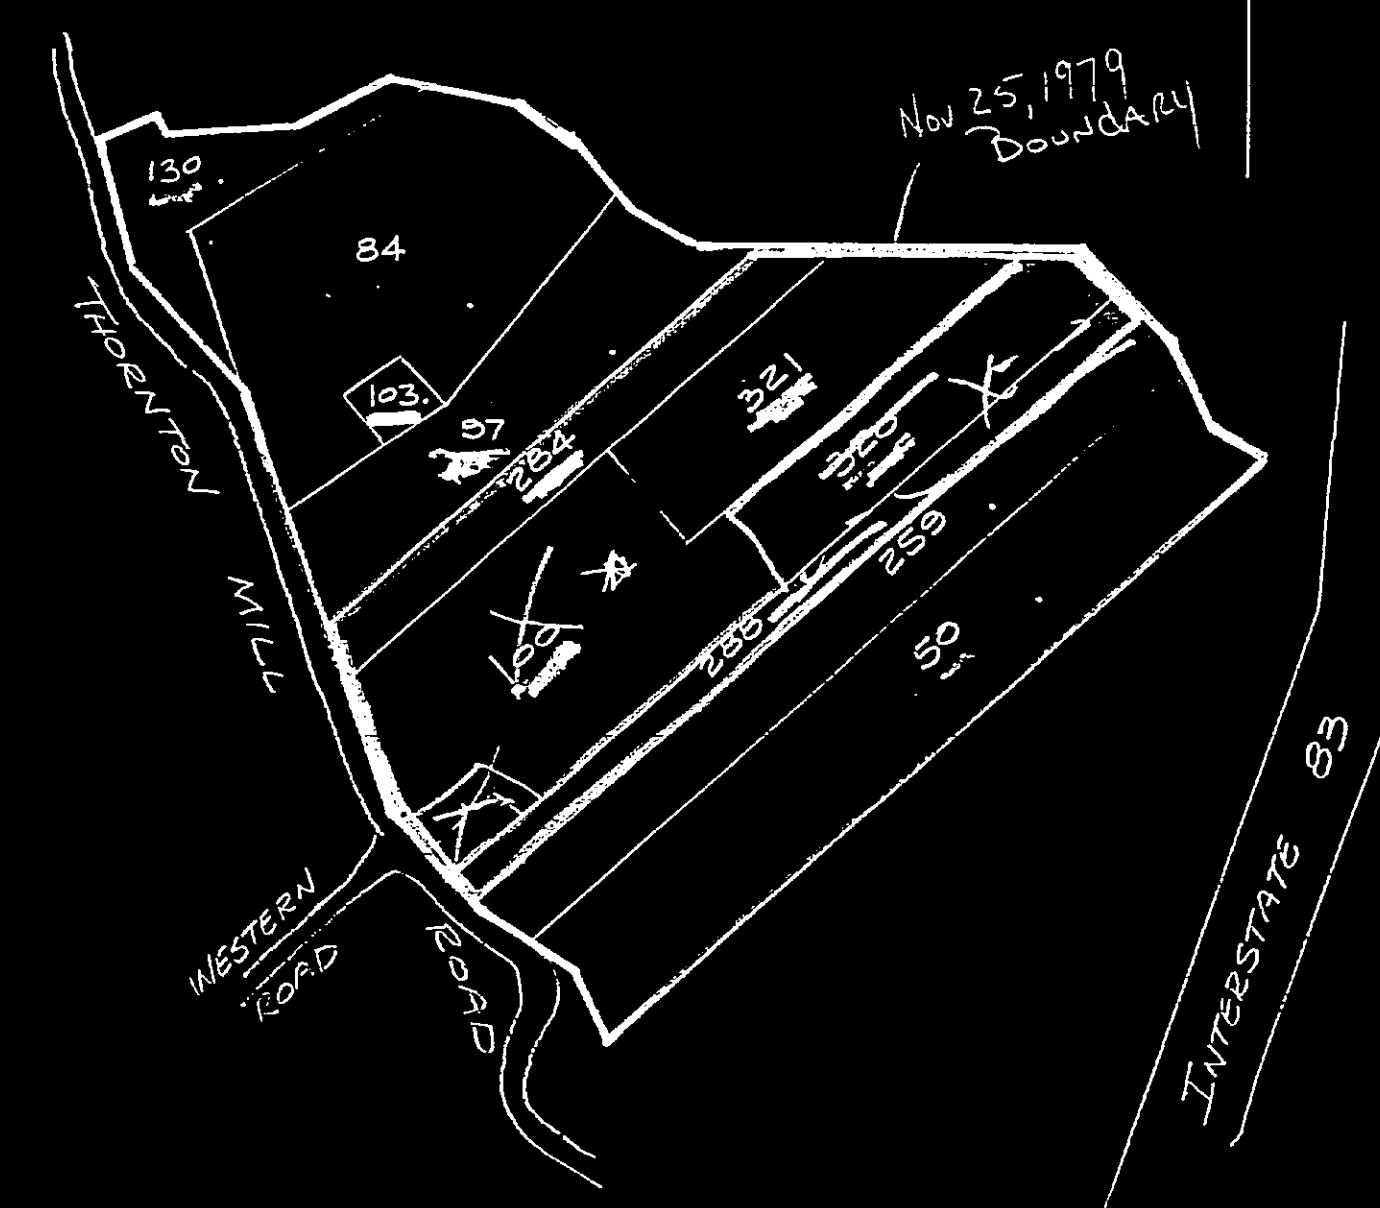 Nov 25, 1979
BOUNDARY
130
84
103.
97
284
321
320
259
288
50
THORNTON
MILL
ROAD
WESTERN
ROAD
INTERSTATE 83